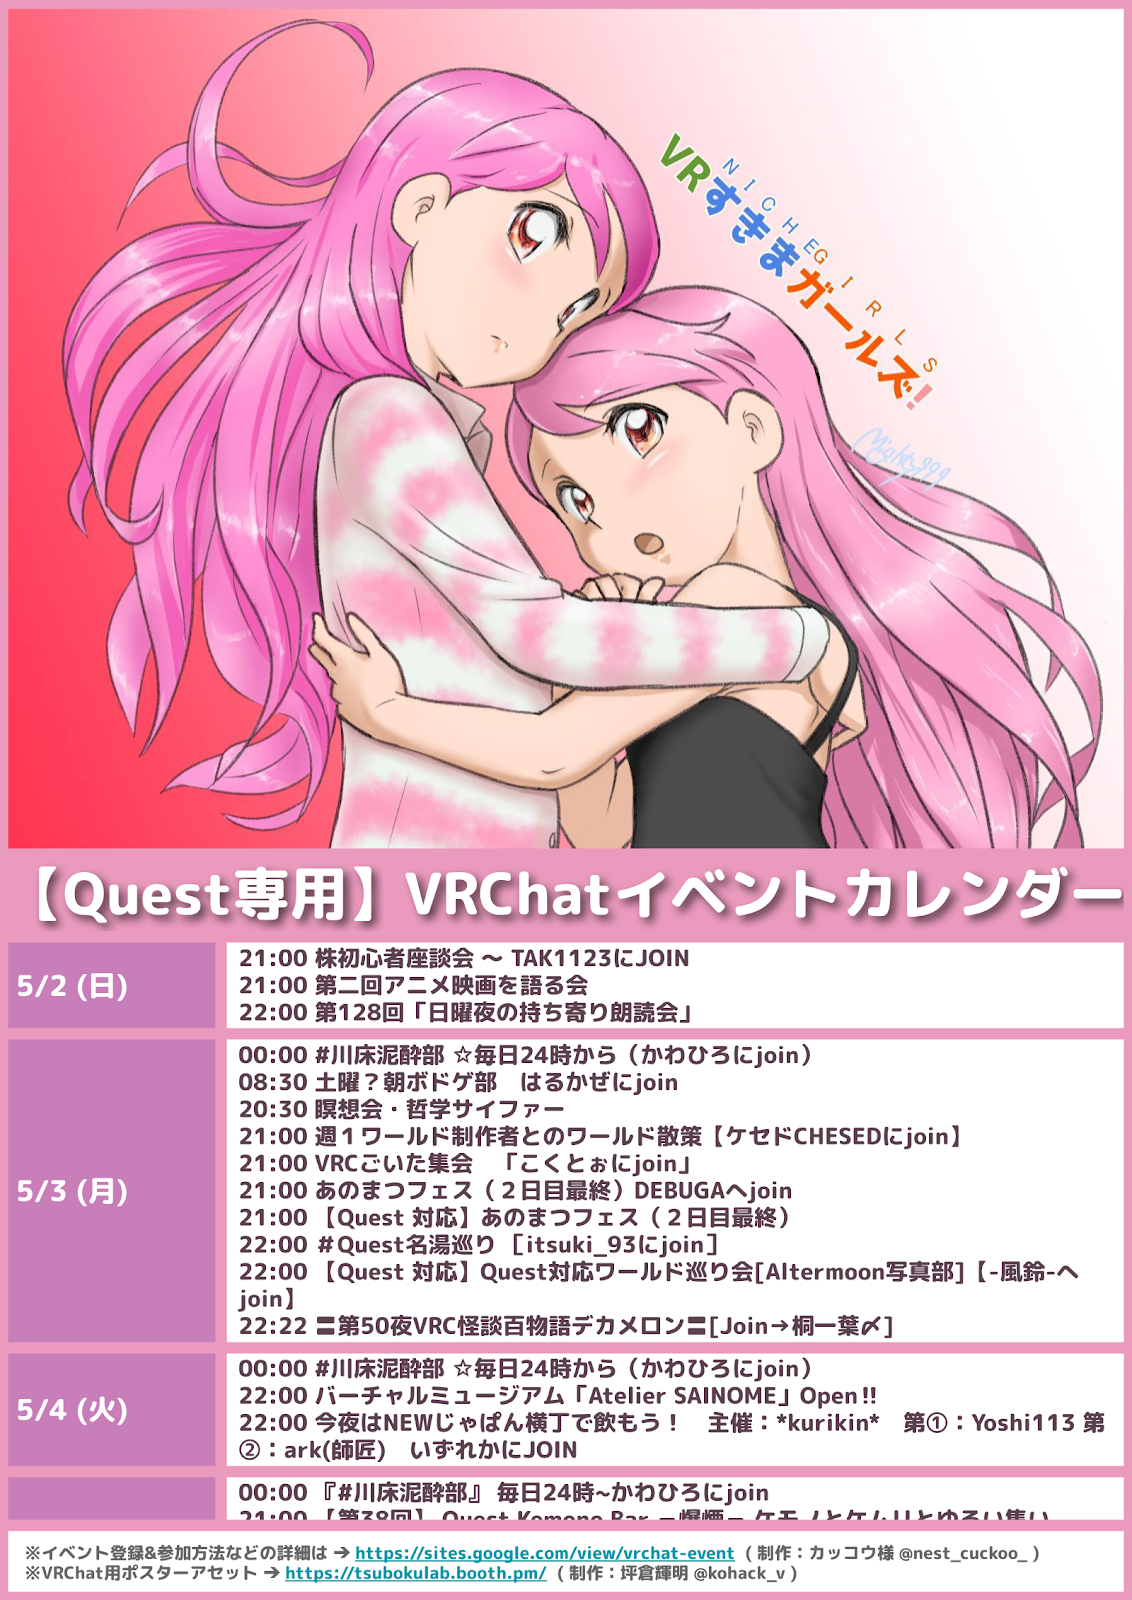 NICHE GIRLS
VRすきまガールズ!
Mighty999
【Quest専用】VRChatイベントカレンダー
5/2 (日)
21:00 株初心者座談会 ～ TAK1123にJOIN
21:00 第二回アニメ映画を語る会
22:00 第128回「日曜夜の持ち寄り朗読会」
5/3 (月)
00:00 #川床泥酔部 ☆毎日24時から（かわひろにjoin）
08:30 土曜？朝ボドゲ部　はるかぜにjoin
20:30 瞑想会・哲学サイファー
21:00 週１ワールド制作者とのワールド散策【ケセドCHESEDにjoin】
21:00 VRCごいた集会　「こくとぉにjoin」
21:00 あのまつフェス（２日目最終）DEBUGAへjoin
21:00 【Quest 対応】あのまつフェス（２日目最終）
22:00 ＃Quest名湯巡り ［itsuki_93にjoin］
22:00 【Quest 対応】Quest対応ワールド巡り会[Altermoon写真部]【-風鈴-へ
join】
22:22 〓第50夜VRC怪談百物語デカメロン〓[Join→桐一葉〆]
5/4 (火)
00:00 #川床泥酔部 ☆毎日24時から（かわひろにjoin）
22:00 バーチャルミュージアム「Atelier SAINOME」Open‼
22:00 今夜はNEWじゃぱん横丁で飲もう！　主催：*kurikin*　第①：Yoshi113 第
②：ark(師匠)　いずれかにJOIN
00:00 『#川床泥酔部』 毎日24時~かわひろにjoin
21:00 【第38回】 Quest Kemono Bar －爆煙－ ケモノとケムリとゆるい集い
※イベント登録&参加方法などの詳細は → https://sites.google.com/view/vrchat-event （ 制作：カッコウ様 @nest_cuckoo_ ）
※VRChat用ポスターアセット → https://tsubokulab.booth.pm/ （ 制作：坪倉輝明 @kohack_v ）